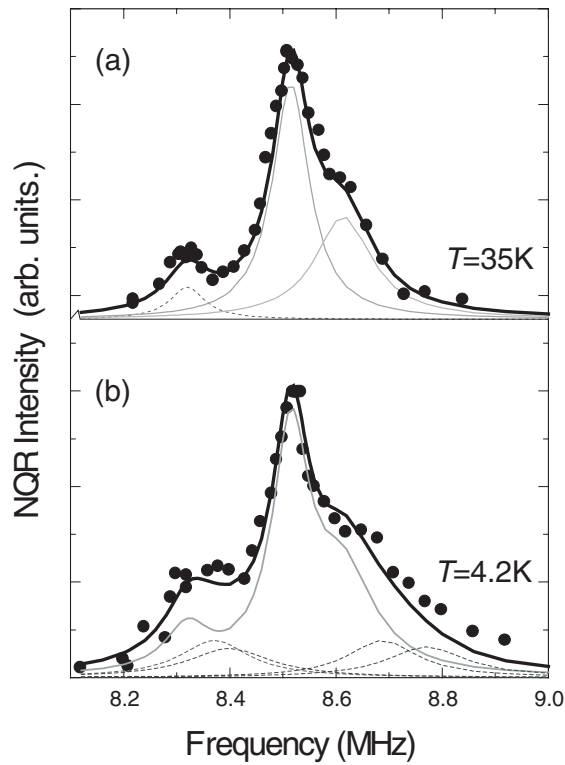 (a)
T=35K
(b)
T=4.2K
NQR Intensity (arb. units.)
8.2 8.4 8.6 8.8 9.0
Frequency (MHz)